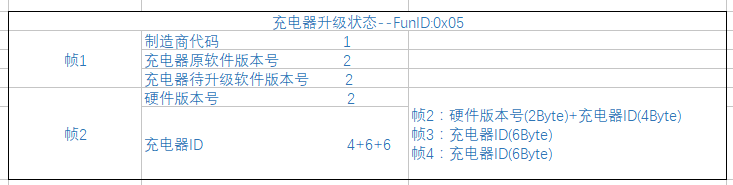 充电器升级状态--FunID:0x05
帧1
制造商代码 1
充电器原软件版本号 2
充电器待升级软件版本号 2
帧2
硬件版本号 2
充电器ID 4+6+6
帧2：硬件版本号(2Byte)+充电器ID(4Byte)
帧3：充电器ID(6Byte)
帧4：充电器ID(6Byte)